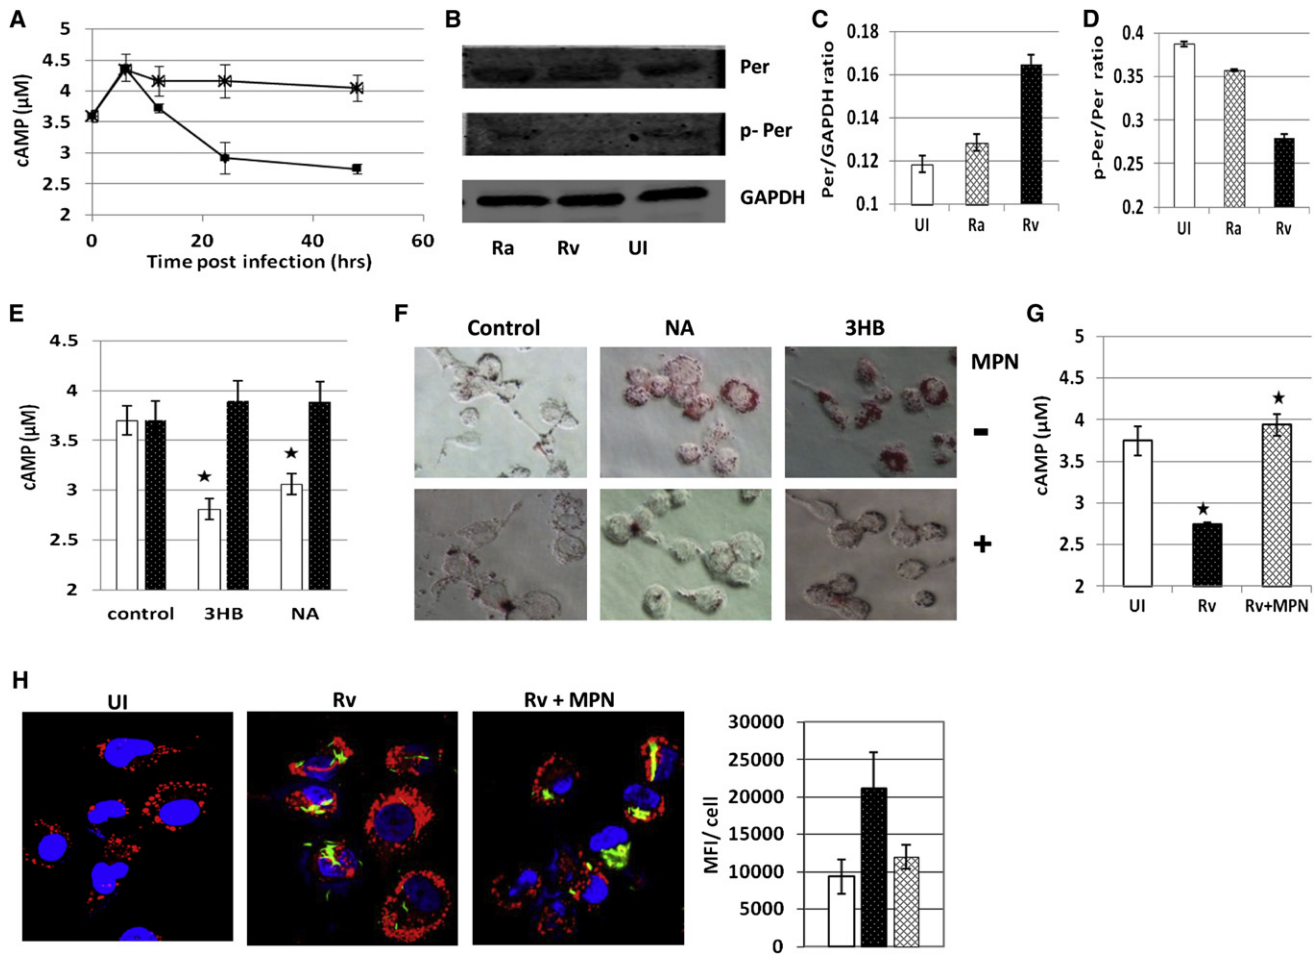 A
5
4.5
4
3.5
3
2.5
2
cAMP (µM)
0 20 40 60
Time post infection (hrs)
B
Per
p- Per
GAPDH
Ra Rv UI
C
0.18
0.16
0.14
0.12
0.1
Per/GAPDH ratio
UI Ra Rv
D
0.4
0.35
0.3
0.25
0.2
p-Per/Per ratio
UI Ra Rv
E
4.5
4
3.5
3
2.5
2
cAMP (µM)
control 3HB NA
F
Control NA 3HB
MPN
-
+
G
5
4.5
4
3.5
3
2.5
2
cAMP (µM)
UI Rv Rv+MPN
H
UI Rv Rv + MPN
30000
25000
20000
15000
10000
5000
0
MFI/ cell